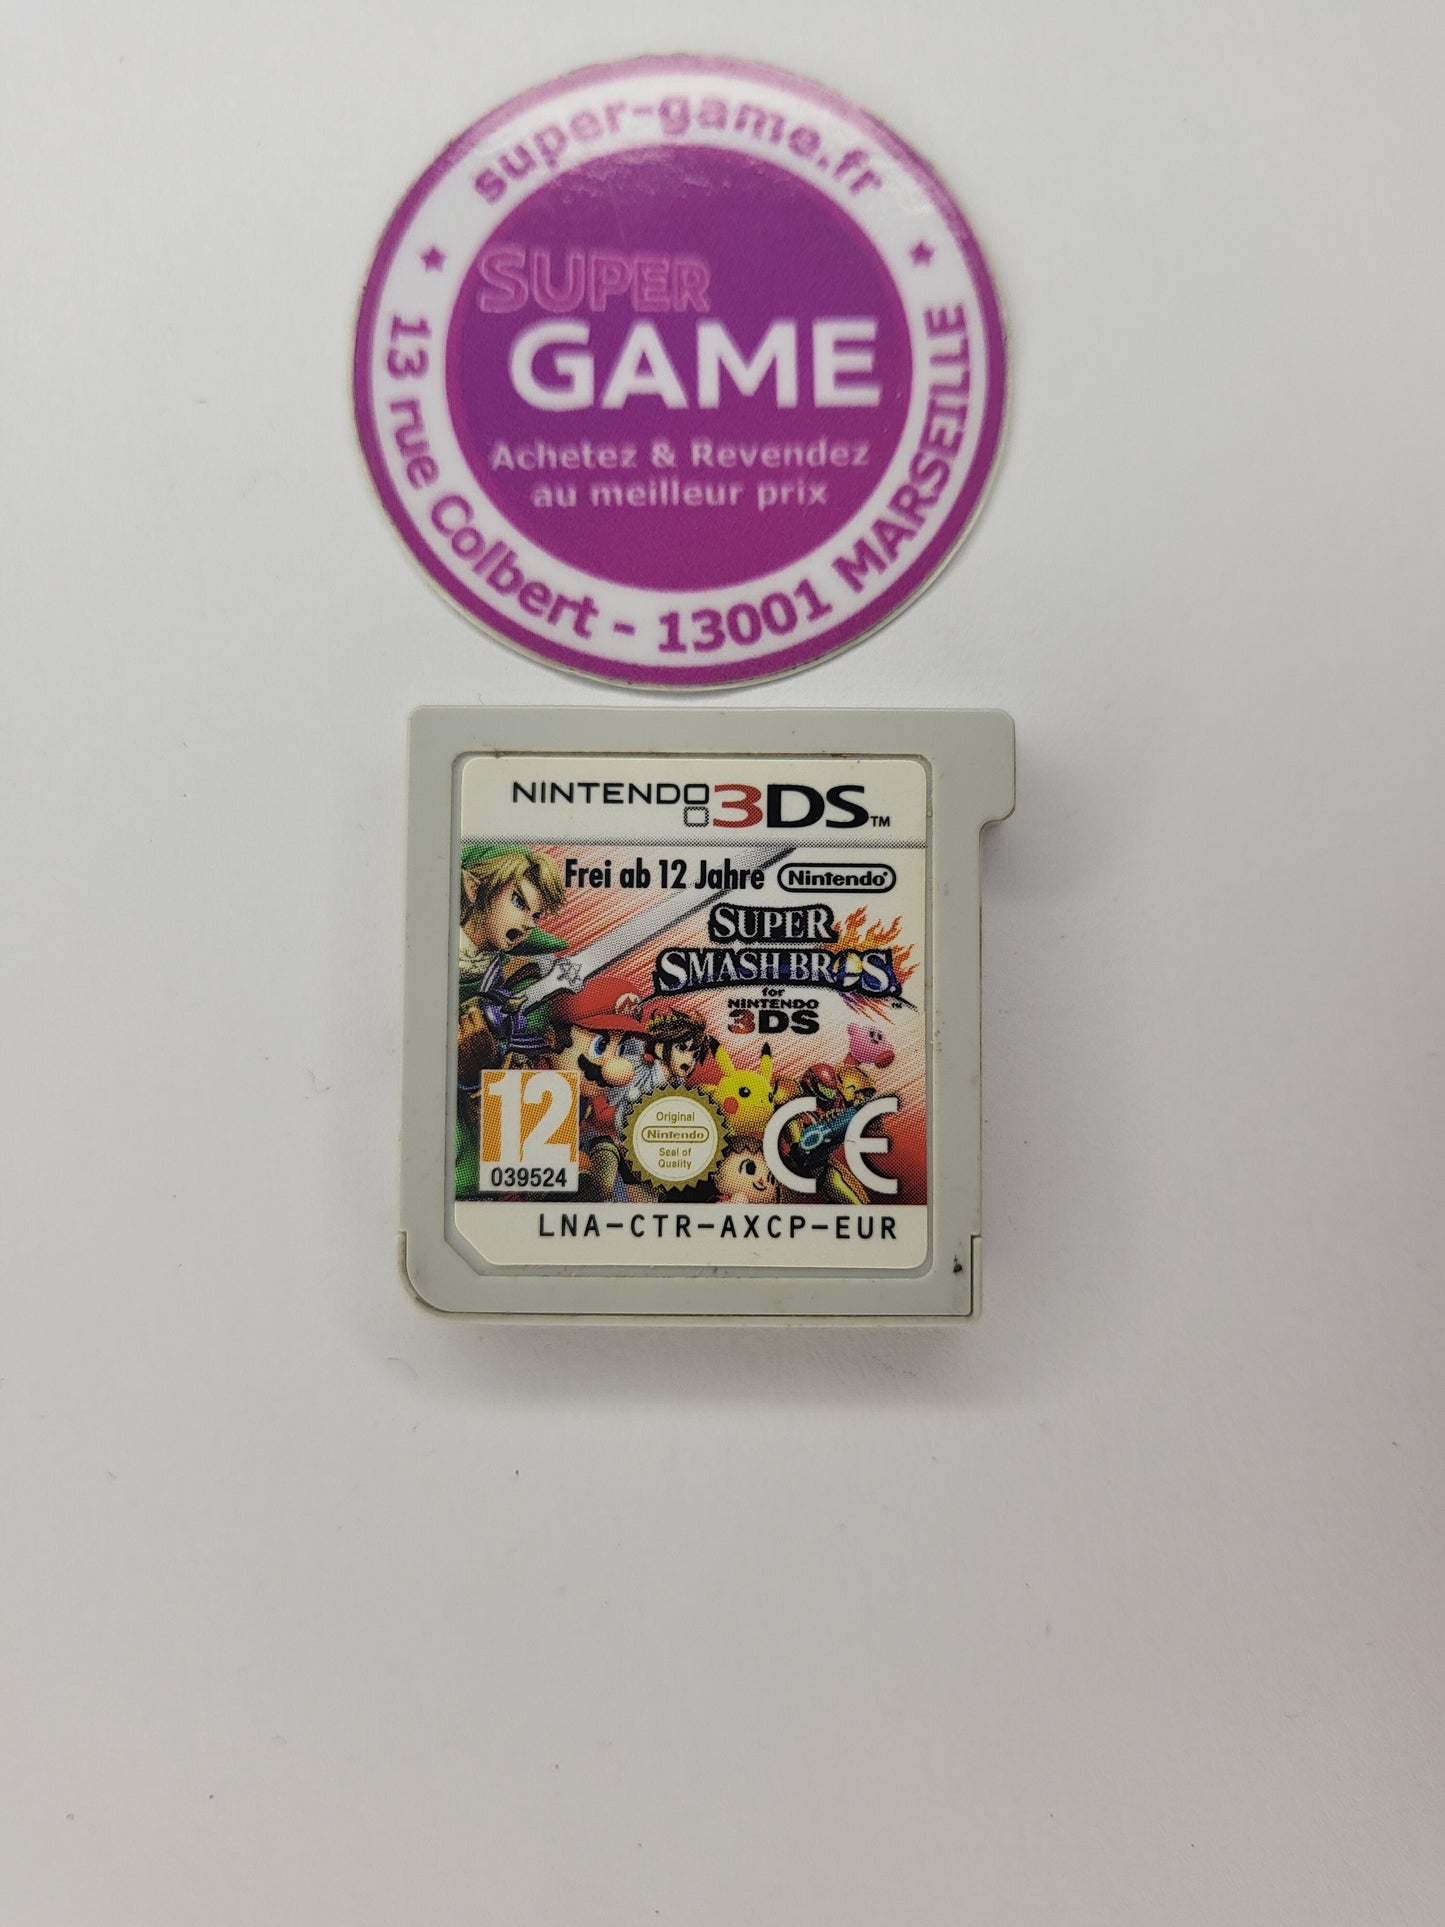 super-game.fr
SUPER
GAME
Achetez & Revendez
au meilleur prix
13 rue Colbert - 13001 MARSEILLE
NINTENDO 3DS™
Frei ab 12 Jahre Nintendo®
SUPER
SMASH BROS.™
for
NINTENDO
3DS
12
039524
Original
Nintendo
Seal of
Quality
CE
LNA-CTR-AXCP-EUR